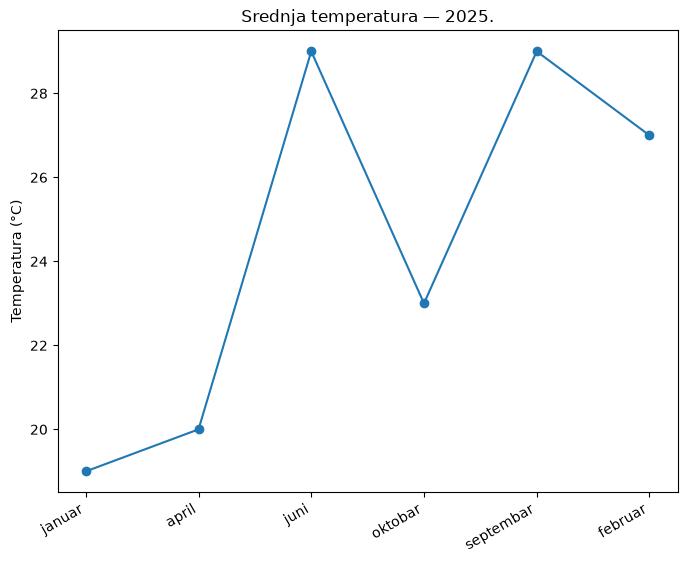 Srednja temperatura — 2025.
Temperatura (°C)
28
26
24
22
20
januar
april
juni
oktobar
septembar
februar